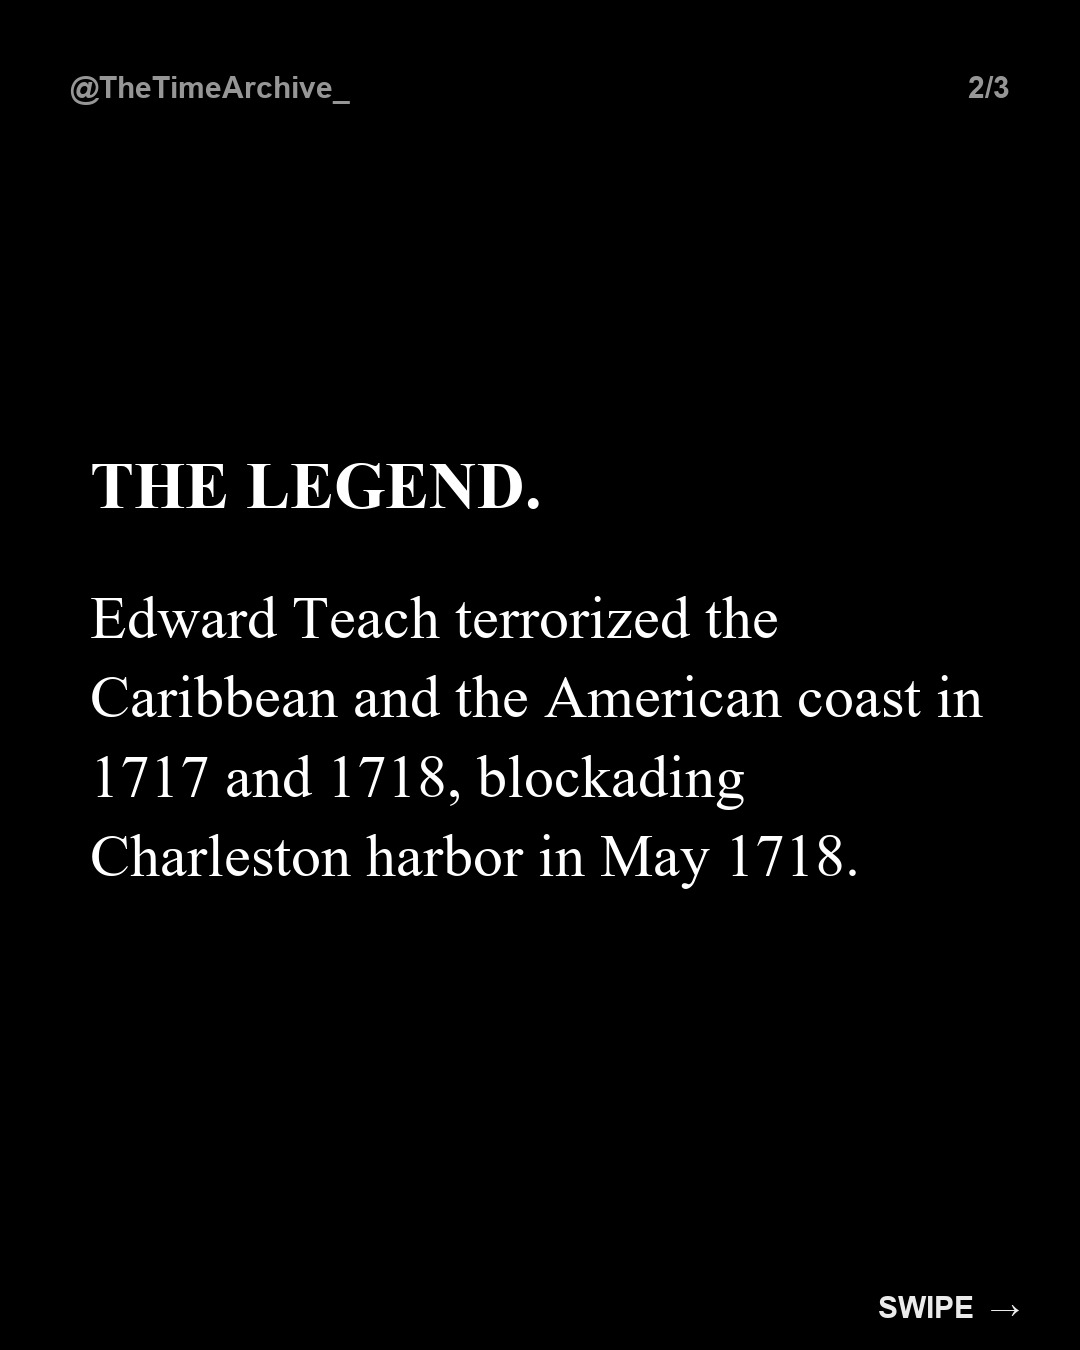 @TheTimeArchive_
2/3
THE LEGEND.
Edward Teach terrorized the
Caribbean and the American coast in
1717 and 1718, blockading
Charleston harbor in May 1718.
SWIPE →